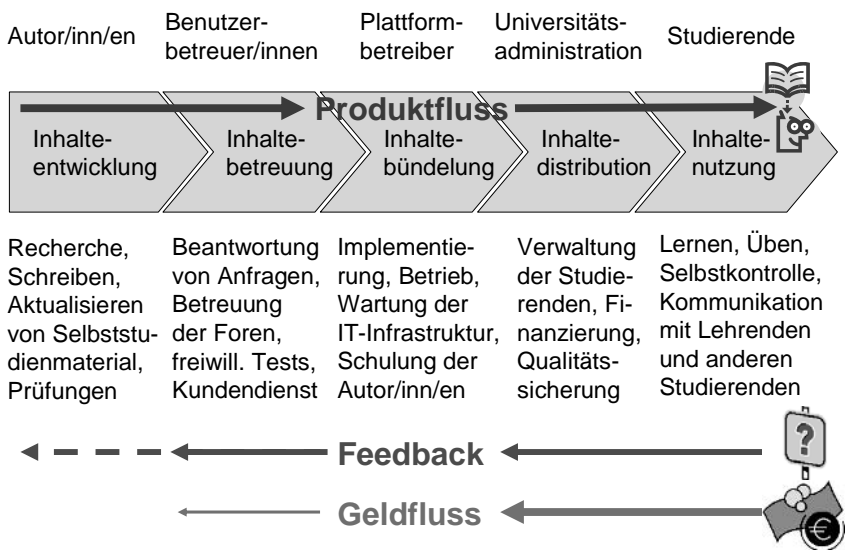 Autor/inn/en
Benutzer-
betreuer/innen
Plattform-
betreiber
Universitäts-
administration
Studierende
Produktfluss
Inhalte-
entwicklung
Inhalte-
betreuung
Inhalte-
bündelung
Inhalte-
distribution
Inhalte-
nutzung
Recherche,
Schreiben,
Aktualisieren
von Selbststu-
dienmaterial,
Prüfungen
Beantwortung
von Anfragen,
Betreuung
der Foren,
freiwill. Tests,
Kundendienst
Implementie-
rung, Betrieb,
Wartung der
IT-Infrastruktur,
Schulung der
Autor/inn/en
Verwaltung
der Studie-
renden, Fi-
nanzierung,
Qualitäts-
sicherung
Lernen, Üben,
Selbstkontrolle,
Kommunikation
mit Lehrenden
und anderen
Studierenden
?
Feedback
Geldfluss
€